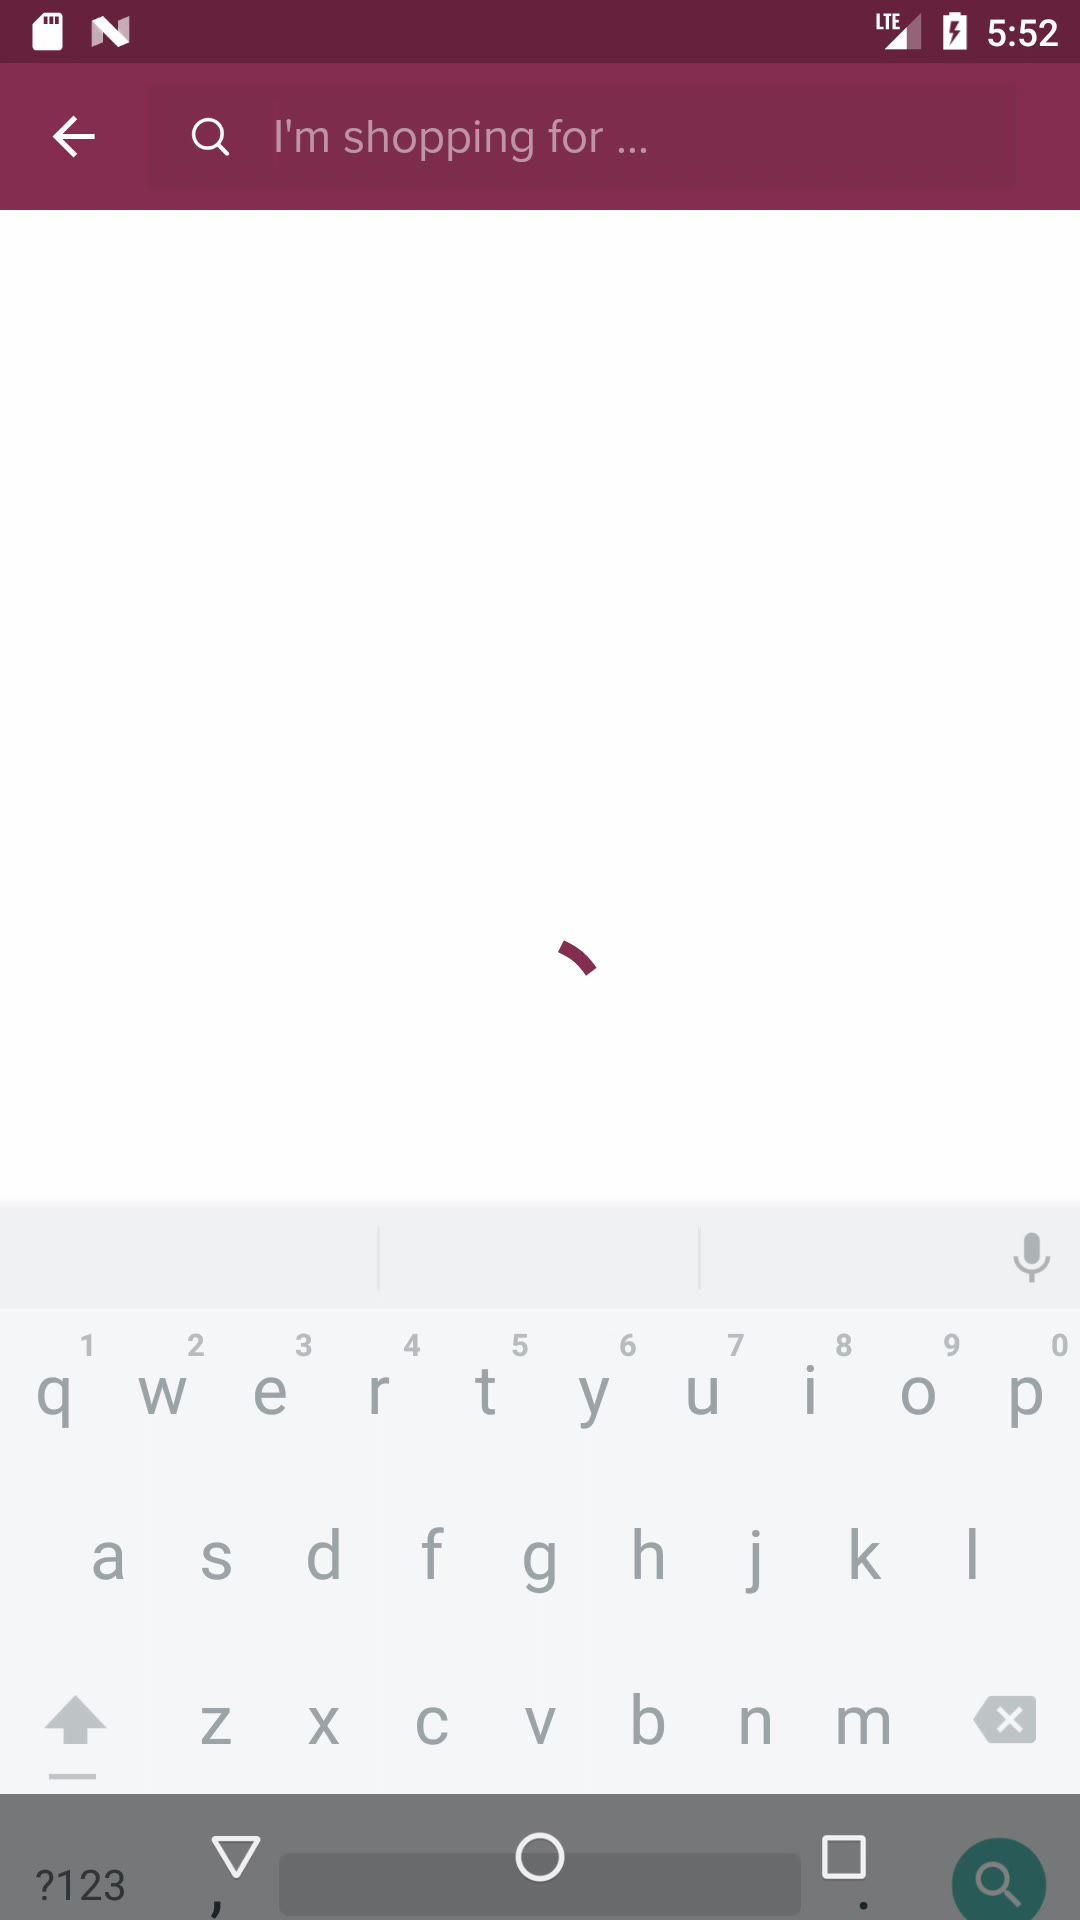 LTE 5:52
I'm shopping for ...
1 2 3 4 5 6 7 8 9 0
q w e r t y u i o p
a s d f g h j k l
z x c v b n m
?123 , .